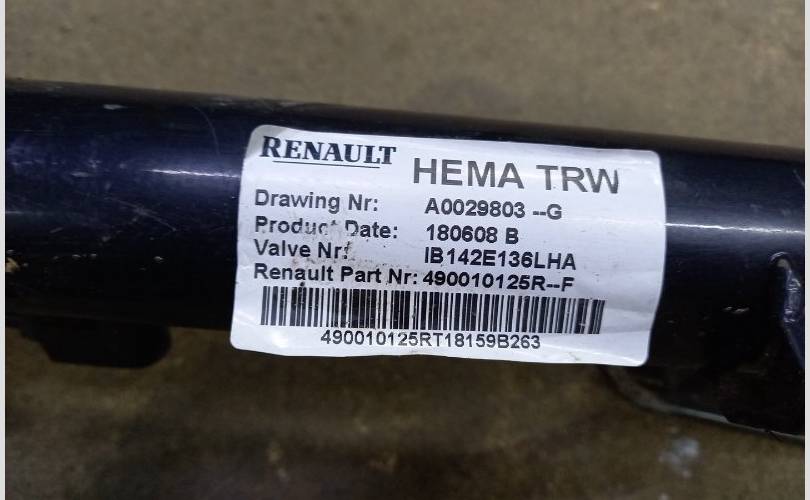 RENAULT HEMA TRW
Drawing Nr: A0029803 --G
Product Date: 180608 B
Valve Nr: IB142E136LHA
Renault Part Nr: 490010125R--F
490010125RT18159B263